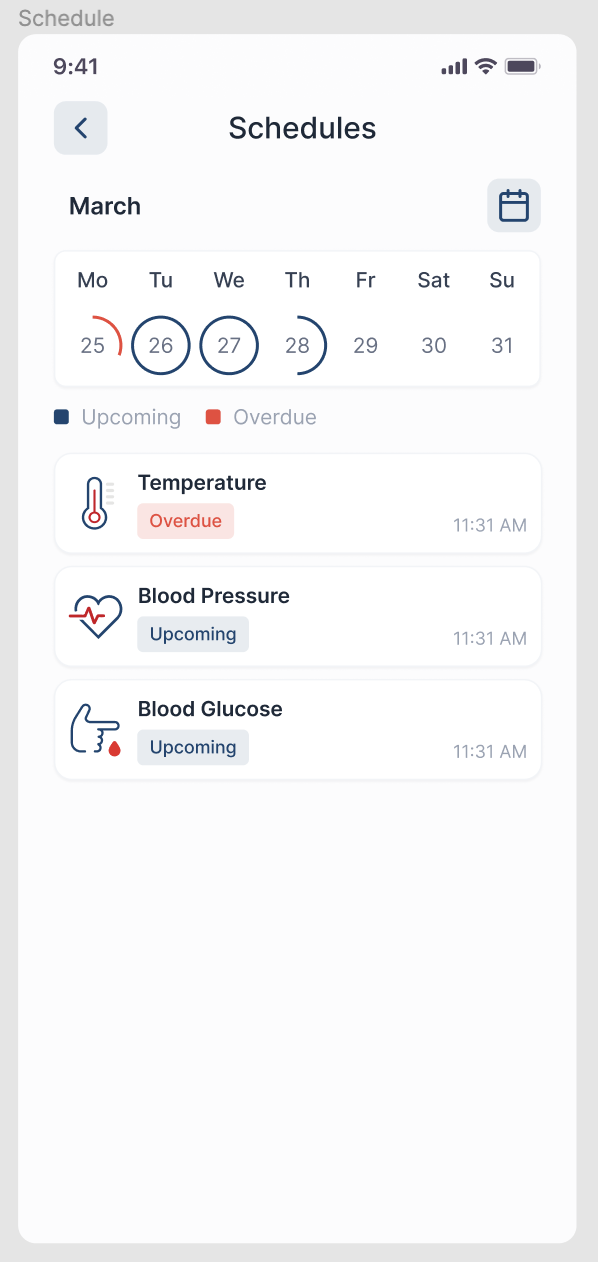 Schedule
9:41
Schedules
March
Mo Tu We Th Fr Sat Su
25 26 27 28 29 30 31
Upcoming Overdue
Temperature
Overdue
11:31 AM
Blood Pressure
Upcoming
11:31 AM
Blood Glucose
Upcoming
11:31 AM